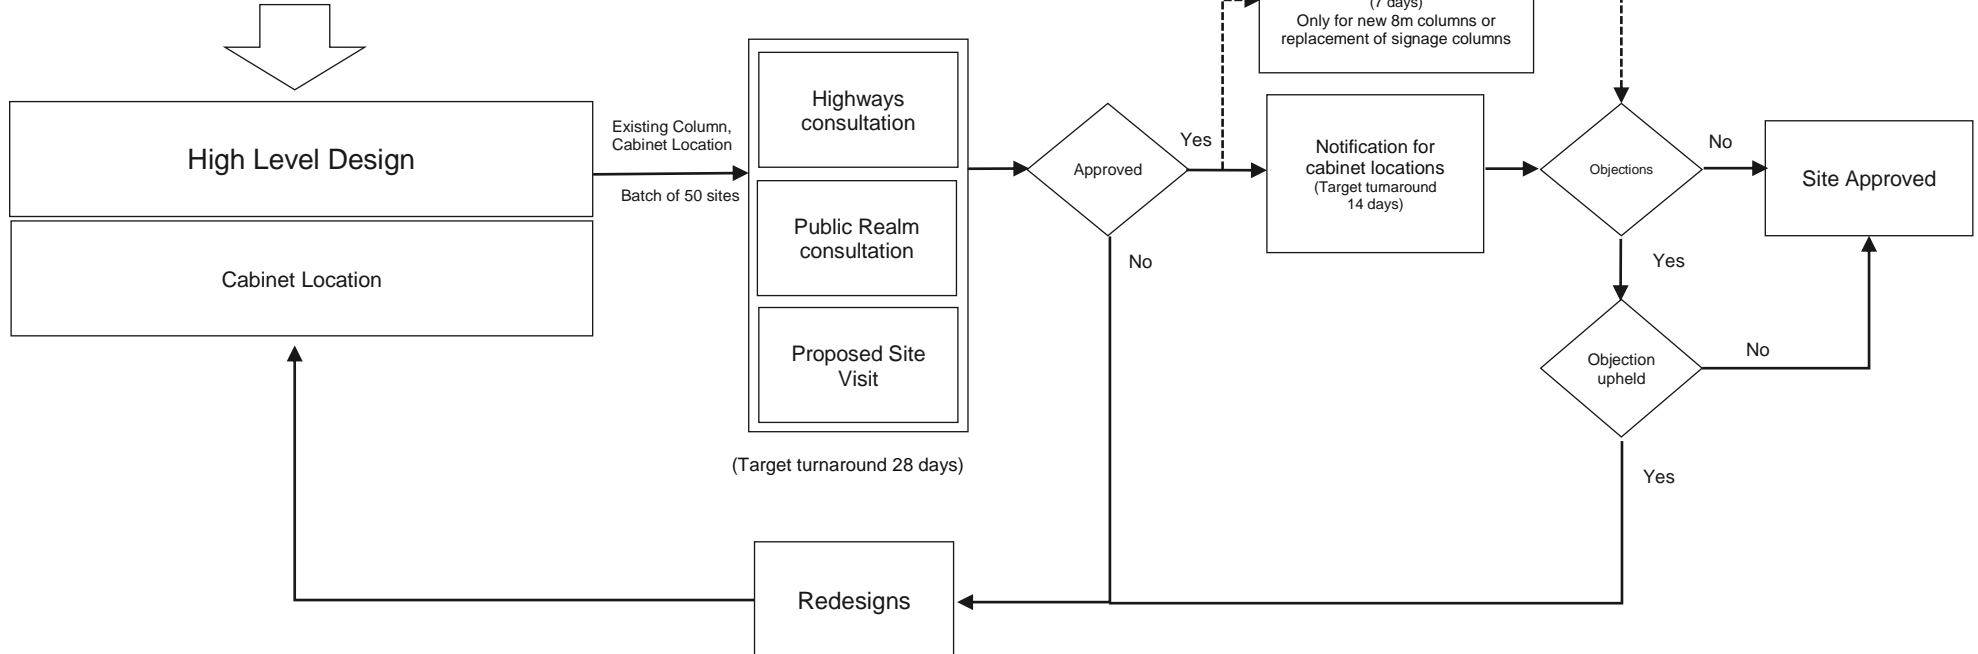 (7 days)
Only for new 8m columns or
replacement of signage columns
High Level Design
Cabinet Location
Existing Column,
Cabinet Location
Batch of 50 sites
Highways
consultation
Public Realm
consultation
Proposed Site
Visit
(Target turnaround 28 days)
Approved
Yes
No
Notification for
cabinet locations
(Target turnaround
14 days)
Objections
No
Yes
Site Approved
Objection
upheld
No
Yes
Redesigns